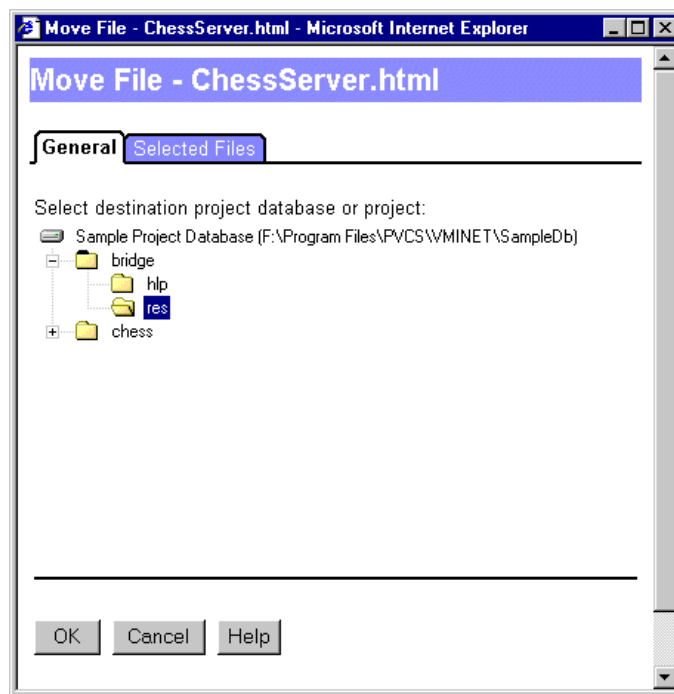 Move File - ChessServer.html - Microsoft Internet Explorer
Move File - ChessServer.html
General Selected Files
Select destination project database or project:
Sample Project Database (F:\Program Files\PVCS\VMINET\SampleDb)
bridge
hlp
res
chess
OK Cancel Help